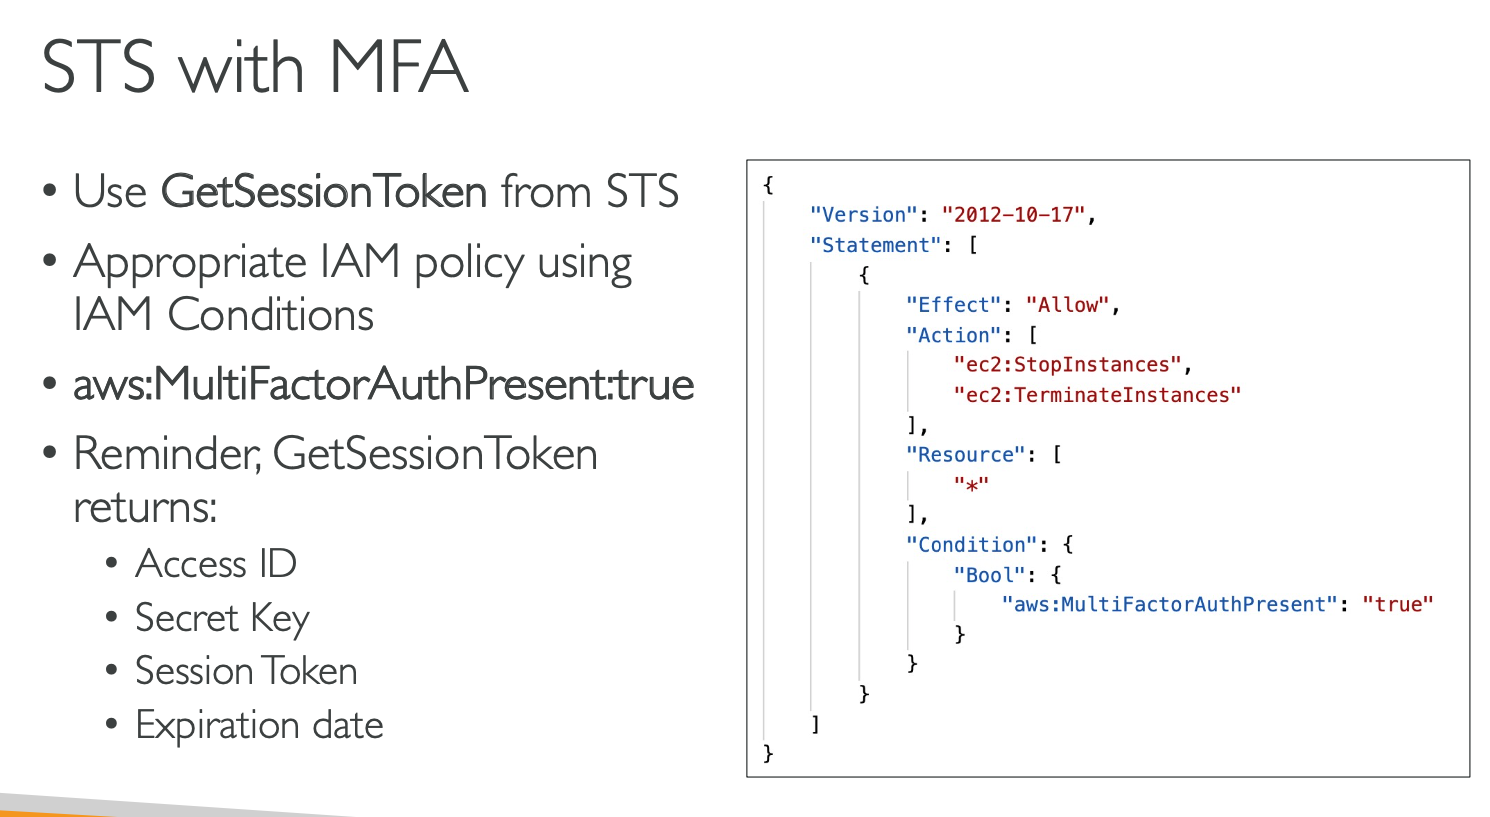 STS with MFA
• Use GetSessionToken from STS
• Appropriate IAM policy using
IAM Conditions
• aws:MultiFactorAuthPresent:true
• Reminder, GetSessionToken
returns:
• Access ID
• Secret Key
• Session Token
• Expiration date
{
"Version": "2012-10-17",
"Statement": [
{
"Effect": "Allow",
"Action": [
"ec2:StopInstances",
"ec2:TerminateInstances"
],
"Resource": [
"*"
],
"Condition": {
"Bool": {
"aws:MultiFactorAuthPresent": "true"
}
}
}
]
}